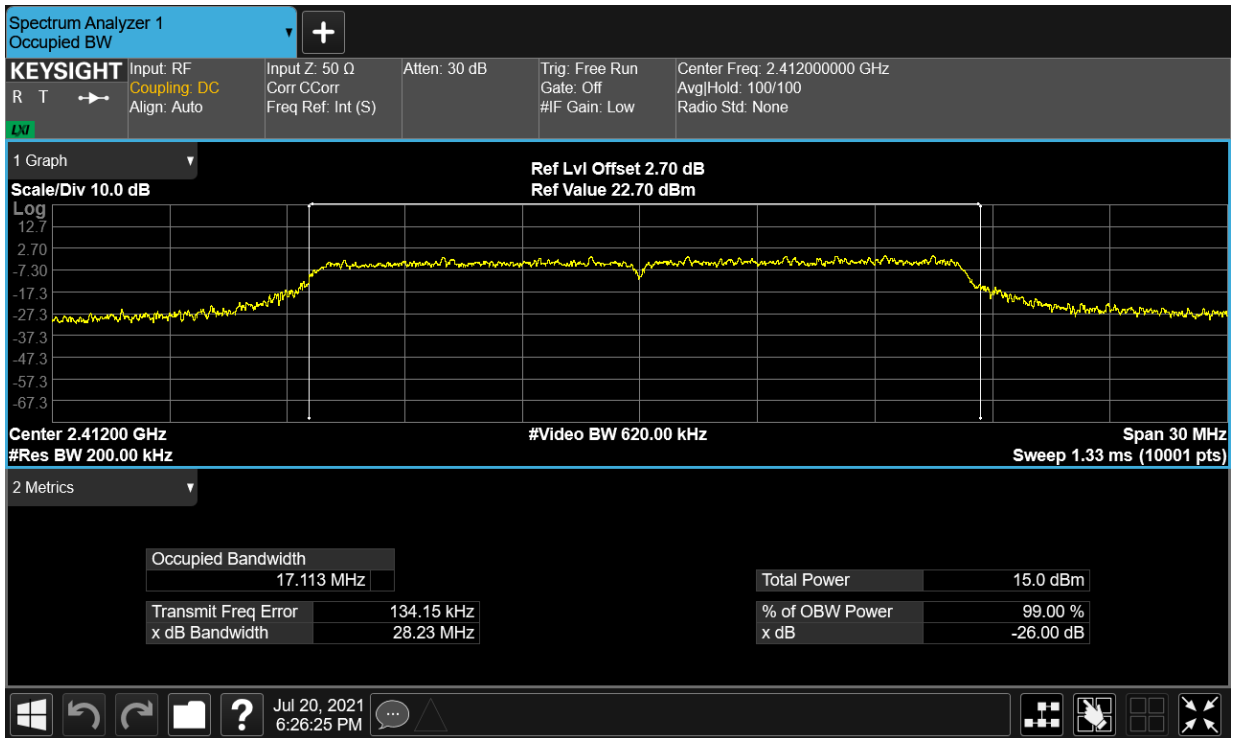 Spectrum Analyzer 1
Occupied BW
KEYSIGHT
R T
LXI
Input: RF
Coupling: DC
Align: Auto
Input Z: 50 Ω
Corr CCorr
Freq Ref: Int (S)
Atten: 30 dB
Trig: Free Run
Gate: Off
#IF Gain: Low
Center Freq: 2.412000000 GHz
Avg|Hold: 100/100
Radio Std: None
1 Graph
Scale/Div 10.0 dB
Ref Lvl Offset 2.70 dB
Ref Value 22.70 dBm
Log
12.7
2.70
-7.30
-17.3
-27.3
-37.3
-47.3
-57.3
-67.3
Center 2.41200 GHz
#Video BW 620.00 kHz
Span 30 MHz
#Res BW 200.00 kHz
Sweep 1.33 ms (10001 pts)
2 Metrics
Occupied Bandwidth
17.113 MHz
Total Power 15.0 dBm
Transmit Freq Error 134.15 kHz
% of OBW Power 99.00 %
x dB Bandwidth 28.23 MHz
x dB -26.00 dB
?
Jul 20, 2021
6:26:25 PM